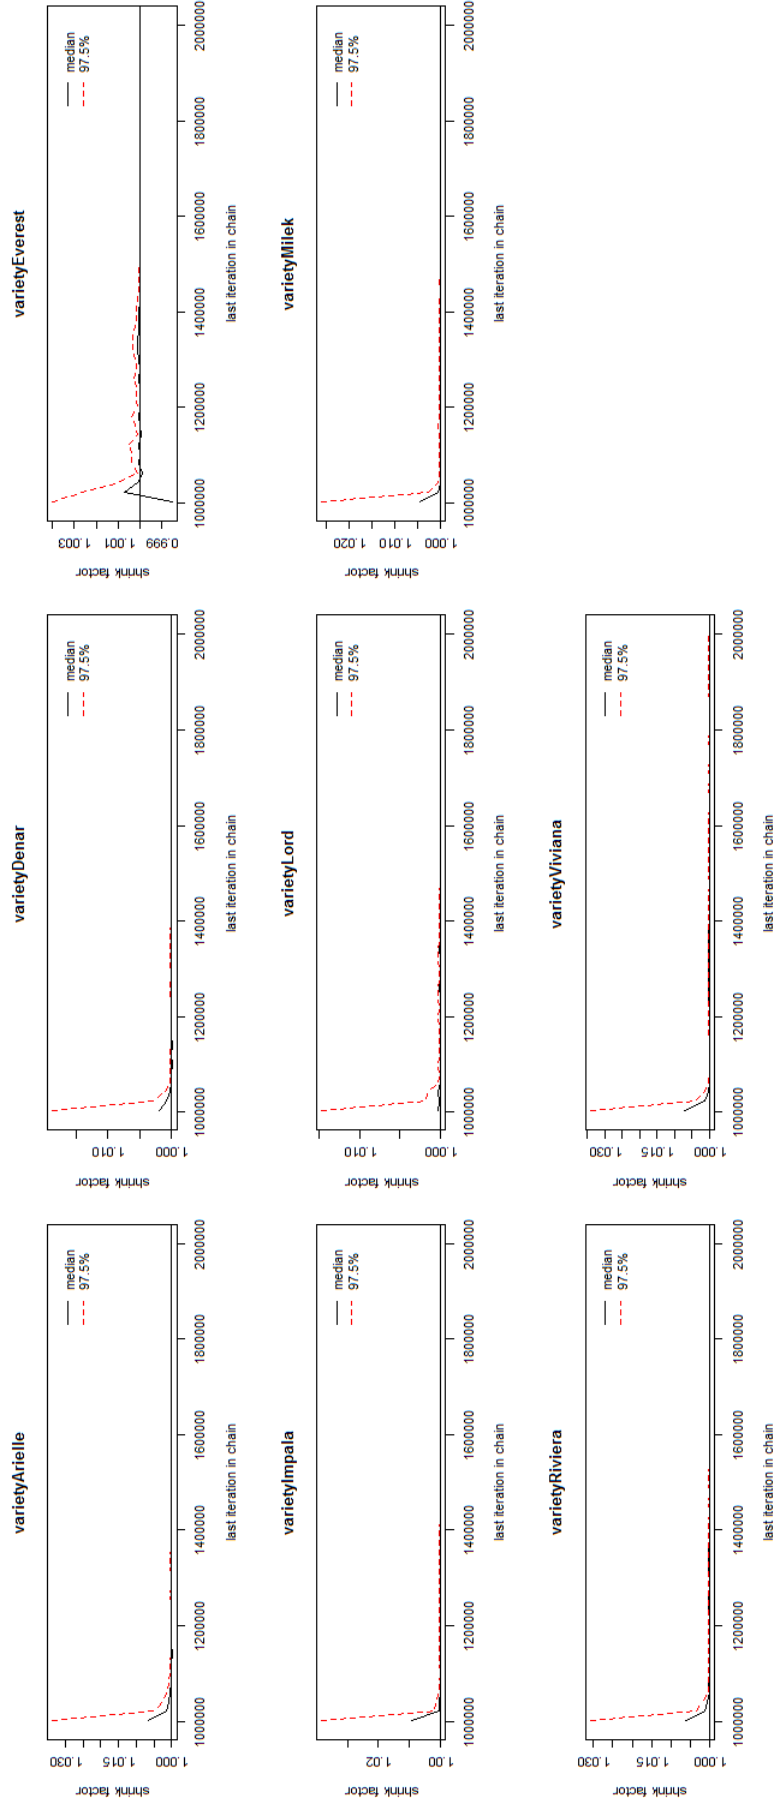 varietyArielle
shrink factor
1.030
1.015
1.000
median
97.5%
1000000 1200000 1400000 1600000 1800000 2000000
last iteration in chain
varietyDenar
shrink factor
1.010
1.000
median
97.5%
1000000 1200000 1400000 1600000 1800000 2000000
last iteration in chain
varietyEverest
shrink factor
1.003
1.001
0.999
median
97.5%
1000000 1200000 1400000 1600000 1800000 2000000
last iteration in chain
varietyImpala
shrink factor
1.02
1.00
median
97.5%
1000000 1200000 1400000 1600000 1800000 2000000
last iteration in chain
varietyLord
shrink factor
1.010
1.000
median
97.5%
1000000 1200000 1400000 1600000 1800000 2000000
last iteration in chain
varietyMilek
shrink factor
1.020
1.010
1.000
median
97.5%
1000000 1200000 1400000 1600000 1800000 2000000
last iteration in chain
varietyRiviera
shrink factor
1.030
1.015
1.000
median
97.5%
1000000 1200000 1400000 1600000 1800000 2000000
last iteration in chain
varietyViviana
shrink factor
1.030
1.015
1.000
median
97.5%
1000000 1200000 1400000 1600000 1800000 2000000
last iteration in chain